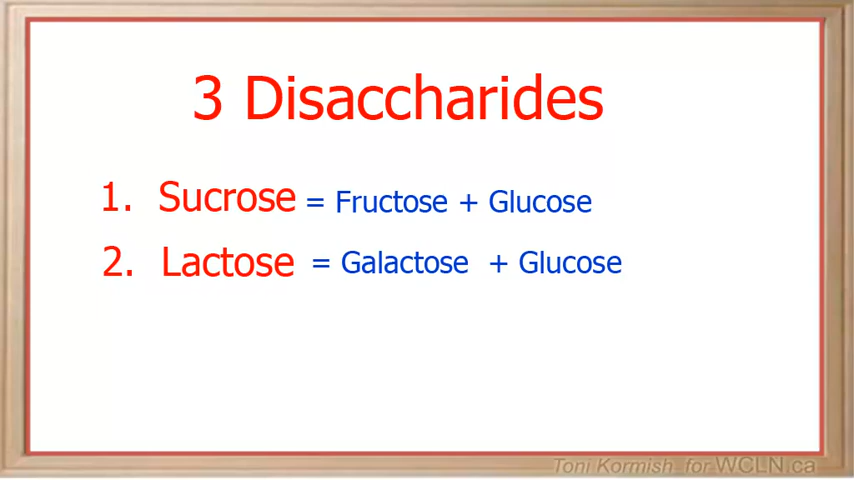 3 Disaccharides
1. Sucrose = Fructose + Glucose
2. Lactose = Galactose + Glucose
Toni Kormish for WCLN.ca